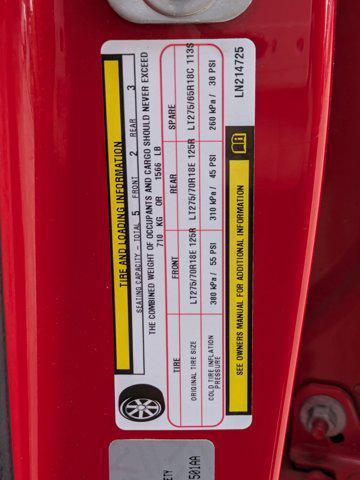 TIRE AND LOADING INFORMATION
SEATING CAPACITY - TOTAL 5 FRONT 2 REAR 3
THE COMBINED WEIGHT OF OCCUPANTS AND CARGO SHOULD NEVER EXCEED
710 KG OR 1566 LB
TIRE FRONT REAR SPARE
ORIGINAL TIRE SIZE LT275/70R18E 125R LT275/70R18E 125R LT275/65R18C 113S
COLD TIRE INFLATION PRESSURE 380 kPa / 55 PSI 310 kPa / 45 PSI 260 kPa / 38 PSI
SEE OWNERS MANUAL FOR ADDITIONAL INFORMATION
LN214725
ETY
501AA